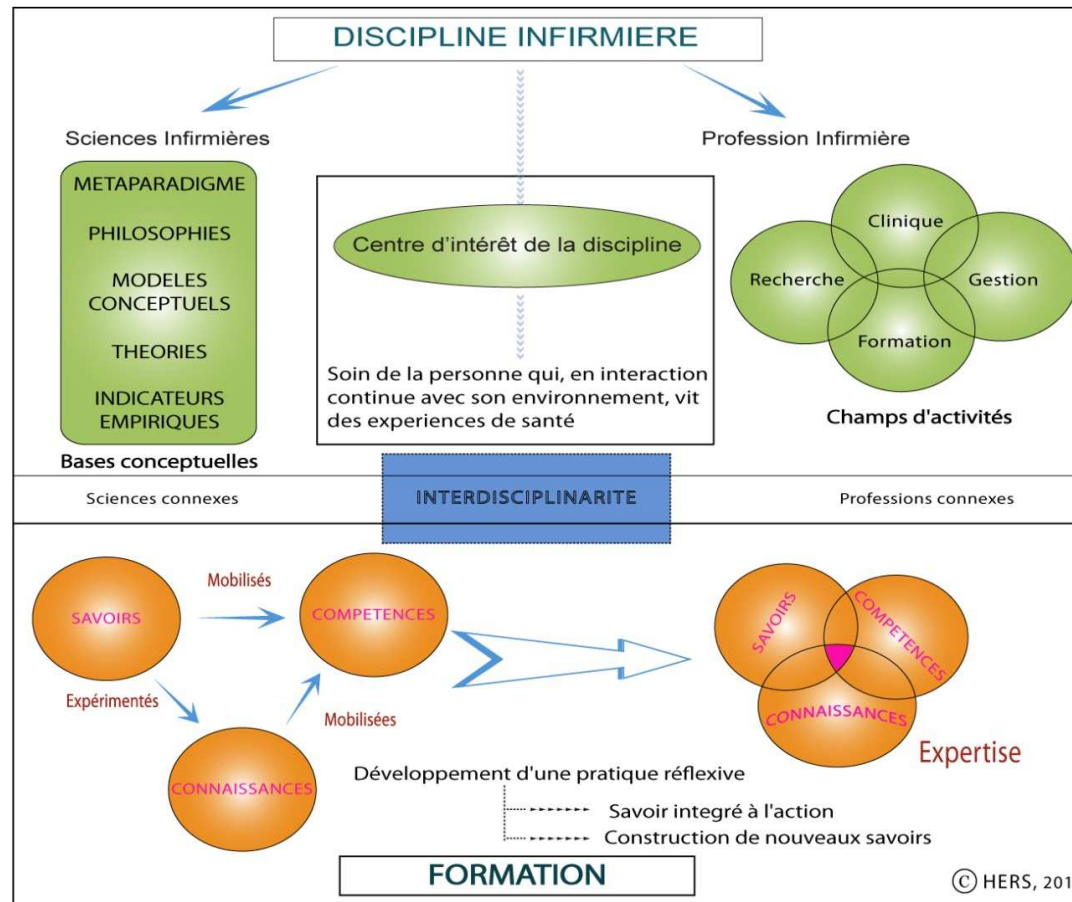 DISCIPLINE INFIRMIERE
Sciences Infirmières
Profession Infirmière
METAPARADIGME
PHILOSOPHIES
MODELES
CONCEPTUELS
THEORIES
INDICATEURS
EMPIRIQUES
Bases conceptuelles
Centre d'intérêt de la discipline
Soin de la personne qui, en interaction
continue avec son environnement, vit
des experiences de santé
Clinique
Recherche
Gestion
Formation
Champs d'activités
Sciences connexes
INTERDISCIPLINARITE
Professions connexes
SAVOIRS
Mobilisés
COMPETENCES
Expérimentés
Mobilisées
CONNAISSANCES
SAVOIRS
COMPETENCES
CONNAISSANCES
Expertise
Développement d'une pratique réflexive
Savoir integré à l'action
Construction de nouveaux savoirs
FORMATION
© HERS, 201